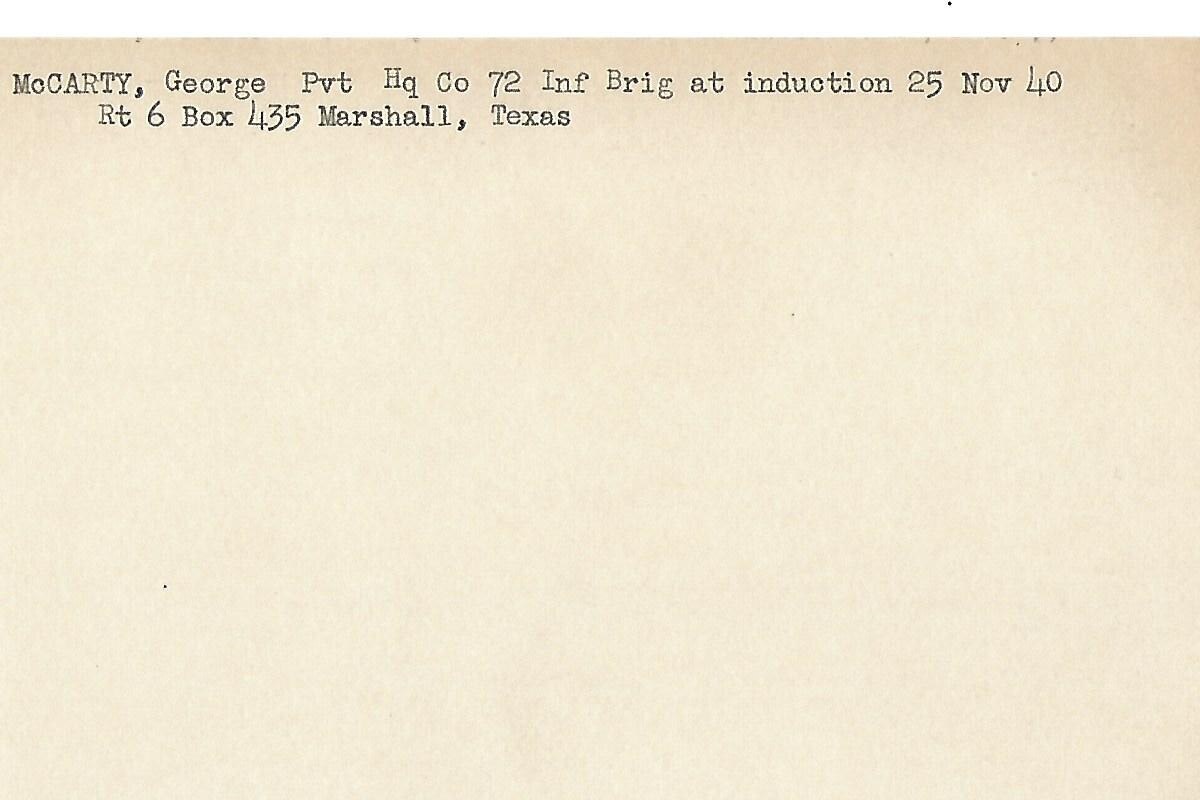 McCARTY, George Pvt Hq Co 72 Inf Brig at induction 25 Nov 40
Rt 6 Box 435 Marshall, Texas